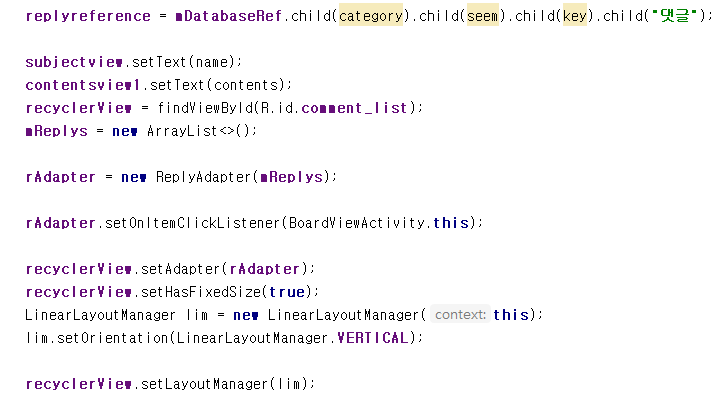 replyreference = mDatabaseRef.child(category).child(seem).child(key).child("댓글");
subjectview.setText(name);
contentsview1.setText(contents);
recyclerView = findViewById(R.id.comment_list);
mReplys = new ArrayList<>();
rAdapter = new ReplyAdapter(mReplys);
rAdapter.setOnItemClickListener(BoardViewActivity.this);
recyclerView.setAdapter(rAdapter);
recyclerView.setHasFixedSize(true);
LinearLayoutManager lim = new LinearLayoutManager( context: this);
lim.setOrientation(LinearLayoutManager.VERTICAL);
recyclerView.setLayoutManager(lim);